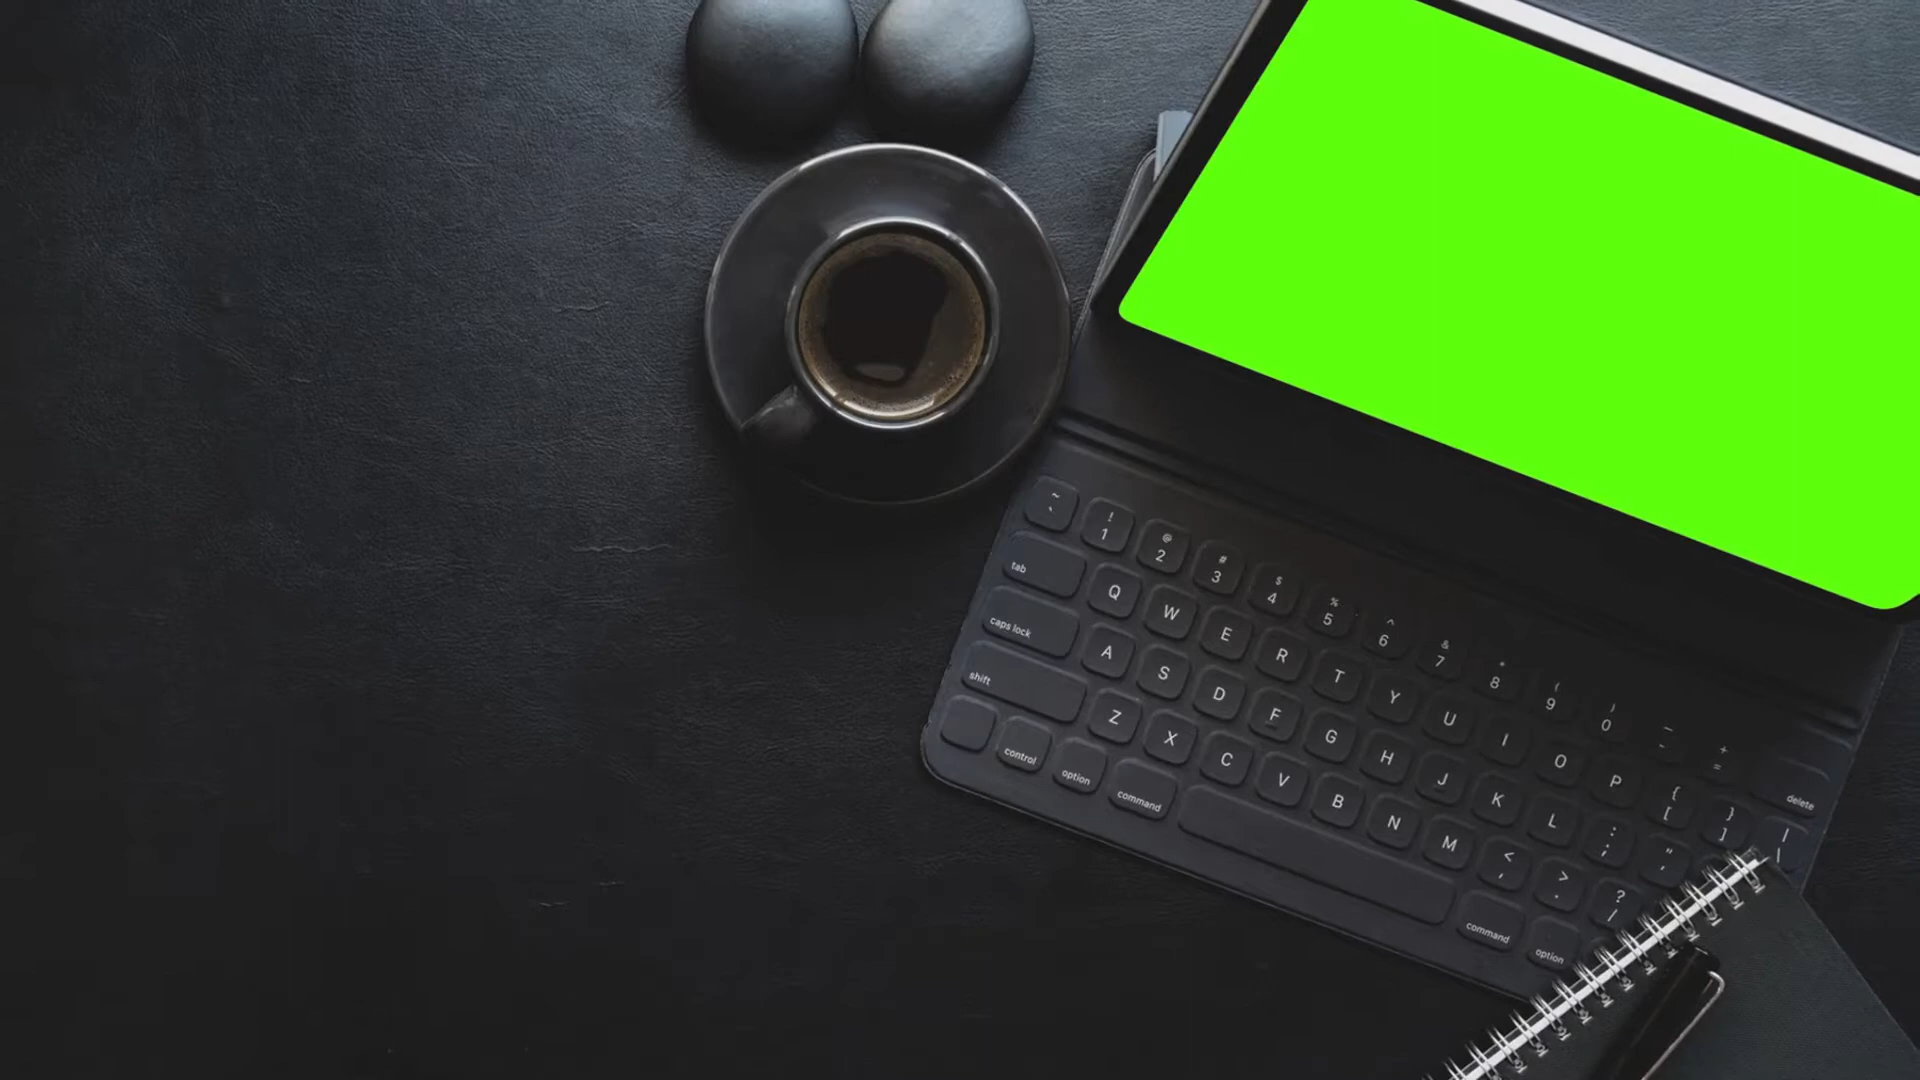 ~ ! @ # $ % ^ & * ( ) _ +
` 1 2 3 4 5 6 7 8 9 0 - = delete
tab Q W E R T Y U I O P { [ } ] | \
caps lock A S D F G H J K L : ; "
shift Z X C V B N M < , > . ? /
control option command command option